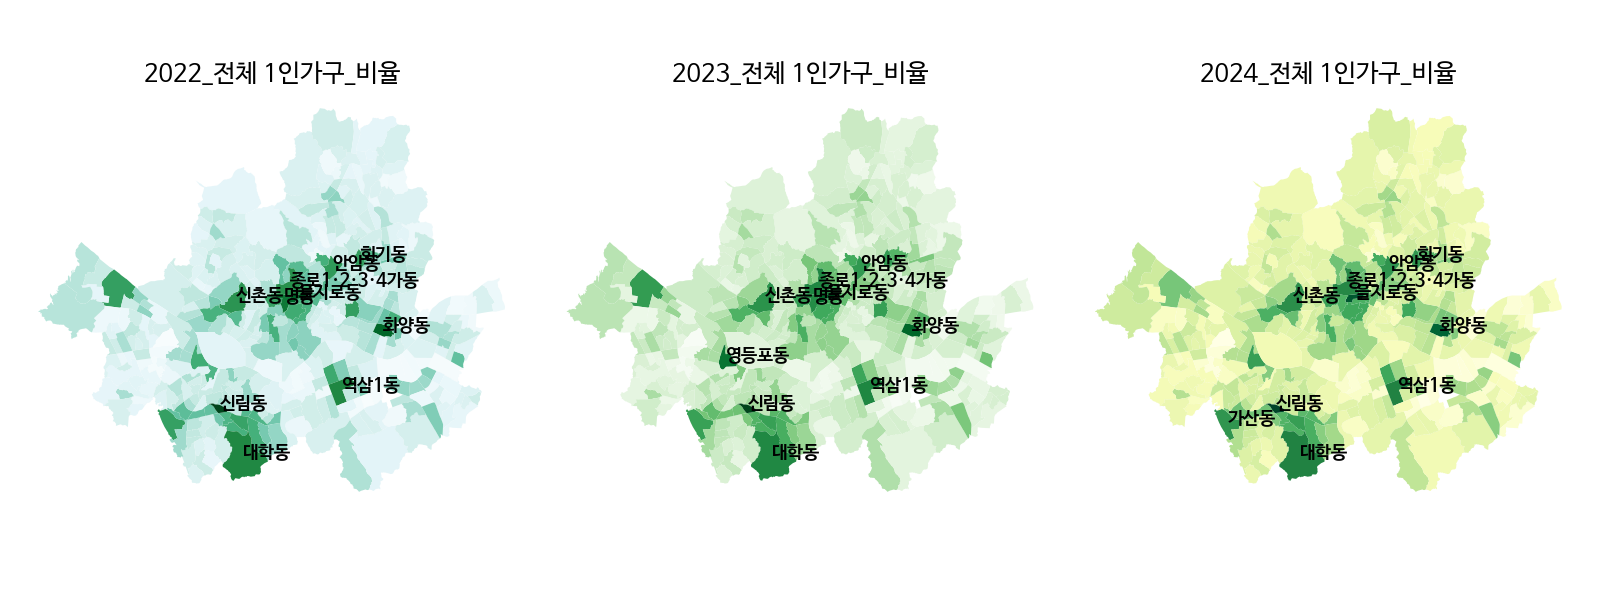 2022_전체 1인가구_비율
2023_전체 1인가구_비율
2024_전체 1인가구_비율
회기동
안암동
종로1·2·3·4가동
신촌동
명동
을지로동
화양동
역삼1동
신림동
대학동
안암동
종로1·2·3·4가동
신촌동
명동
을지로동
화양동
영등포동
역삼1동
신림동
대학동
회기동
안암동
종로1·2·3·4가동
신촌동
을지로동
화양동
역삼1동
신림동
가산동
대학동